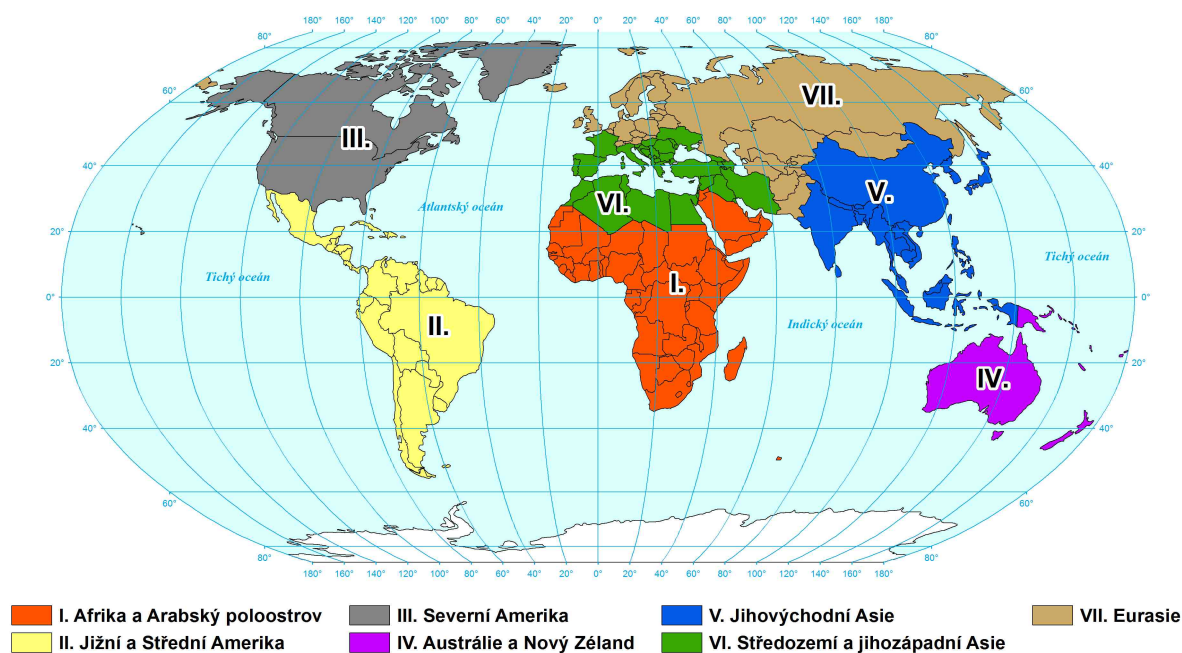 180° 160° 140° 120° 100° 80° 60° 40° 20° 0° 20° 40° 60° 80° 100° 120° 140° 160° 180°
80° 80°
60° 60°
40° 40°
20° 20°
0° 0°
20° 20°
40° 40°
60° 60°
80° 80°
VII.
III.
V.
Atlantský oceán
VI.
Tichý oceán
Tichý oceán
I.
II.
Indický oceán
IV.
180° 160° 140° 120° 100° 80° 60° 40° 20° 0° 20° 40° 60° 80° 100° 120° 140° 160° 180°
I. Afrika a Arabský poloostrov
III. Severní Amerika
V. Jihovýchodní Asie
VII. Eurasie
II. Jižní a Střední Amerika
IV. Austrálie a Nový Zéland
VI. Středozemí a jihozápadní Asie